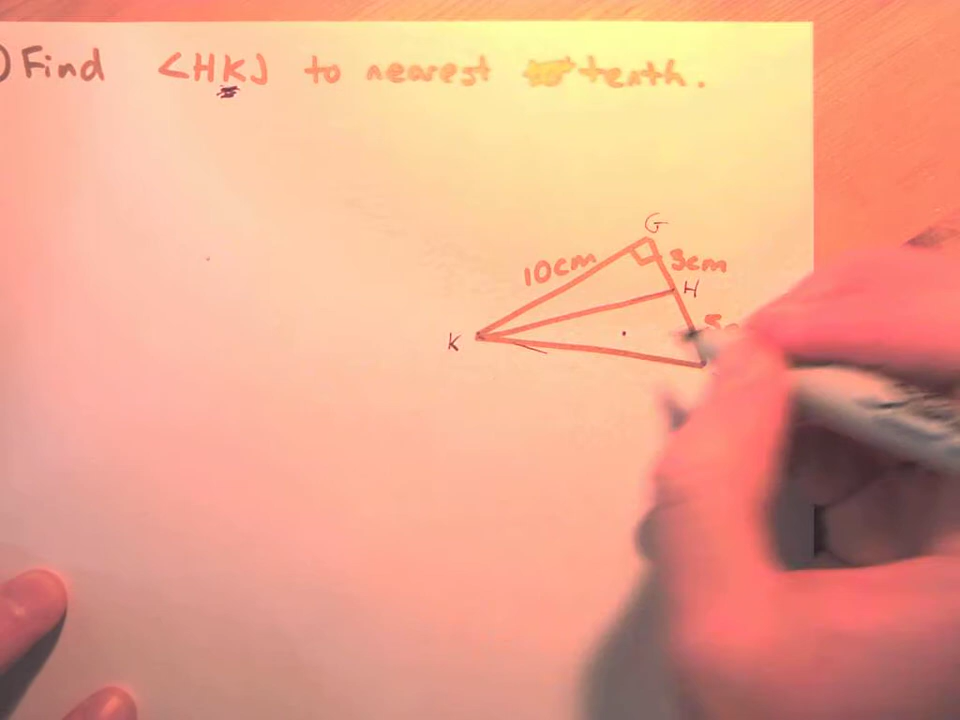 ) Find <HKJ to nearest tenth.
G
10cm
3cm
H
K